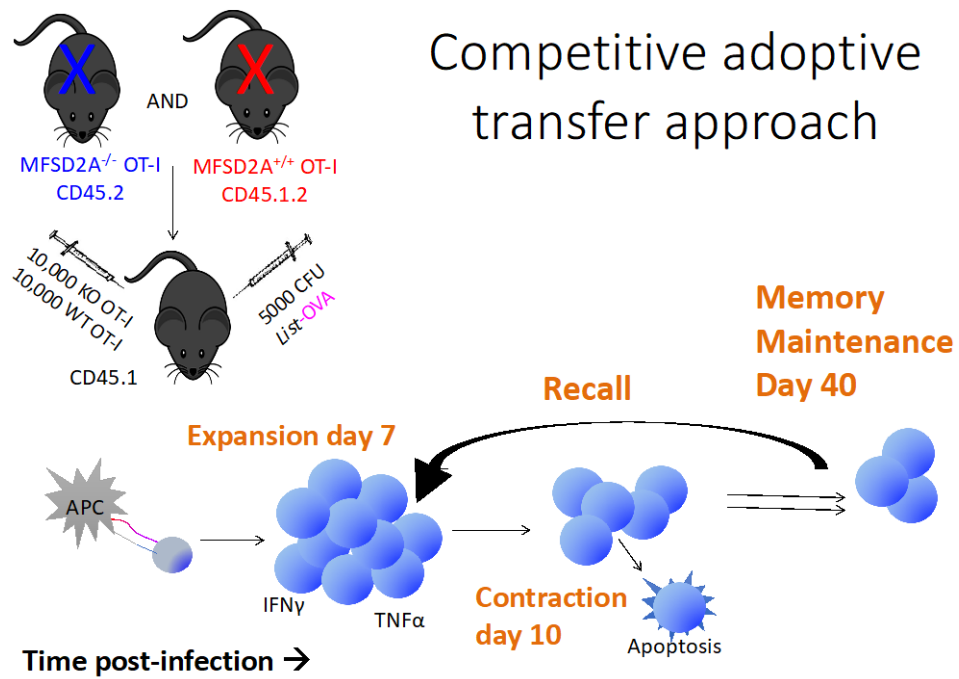 Competitive adoptive
transfer approach
X
X
AND
MFSD2A-/- OT-I
CD45.2
MFSD2A+/+ OT-I
CD45.1.2
10,000 KO OT-I
10,000 WT OT-I
5000 CFU
List-OVA
CD45.1
Memory
Maintenance
Day 40
Recall
Expansion day 7
APC
IFNγ
TNFα
Contraction
day 10
Apoptosis
Time post-infection →